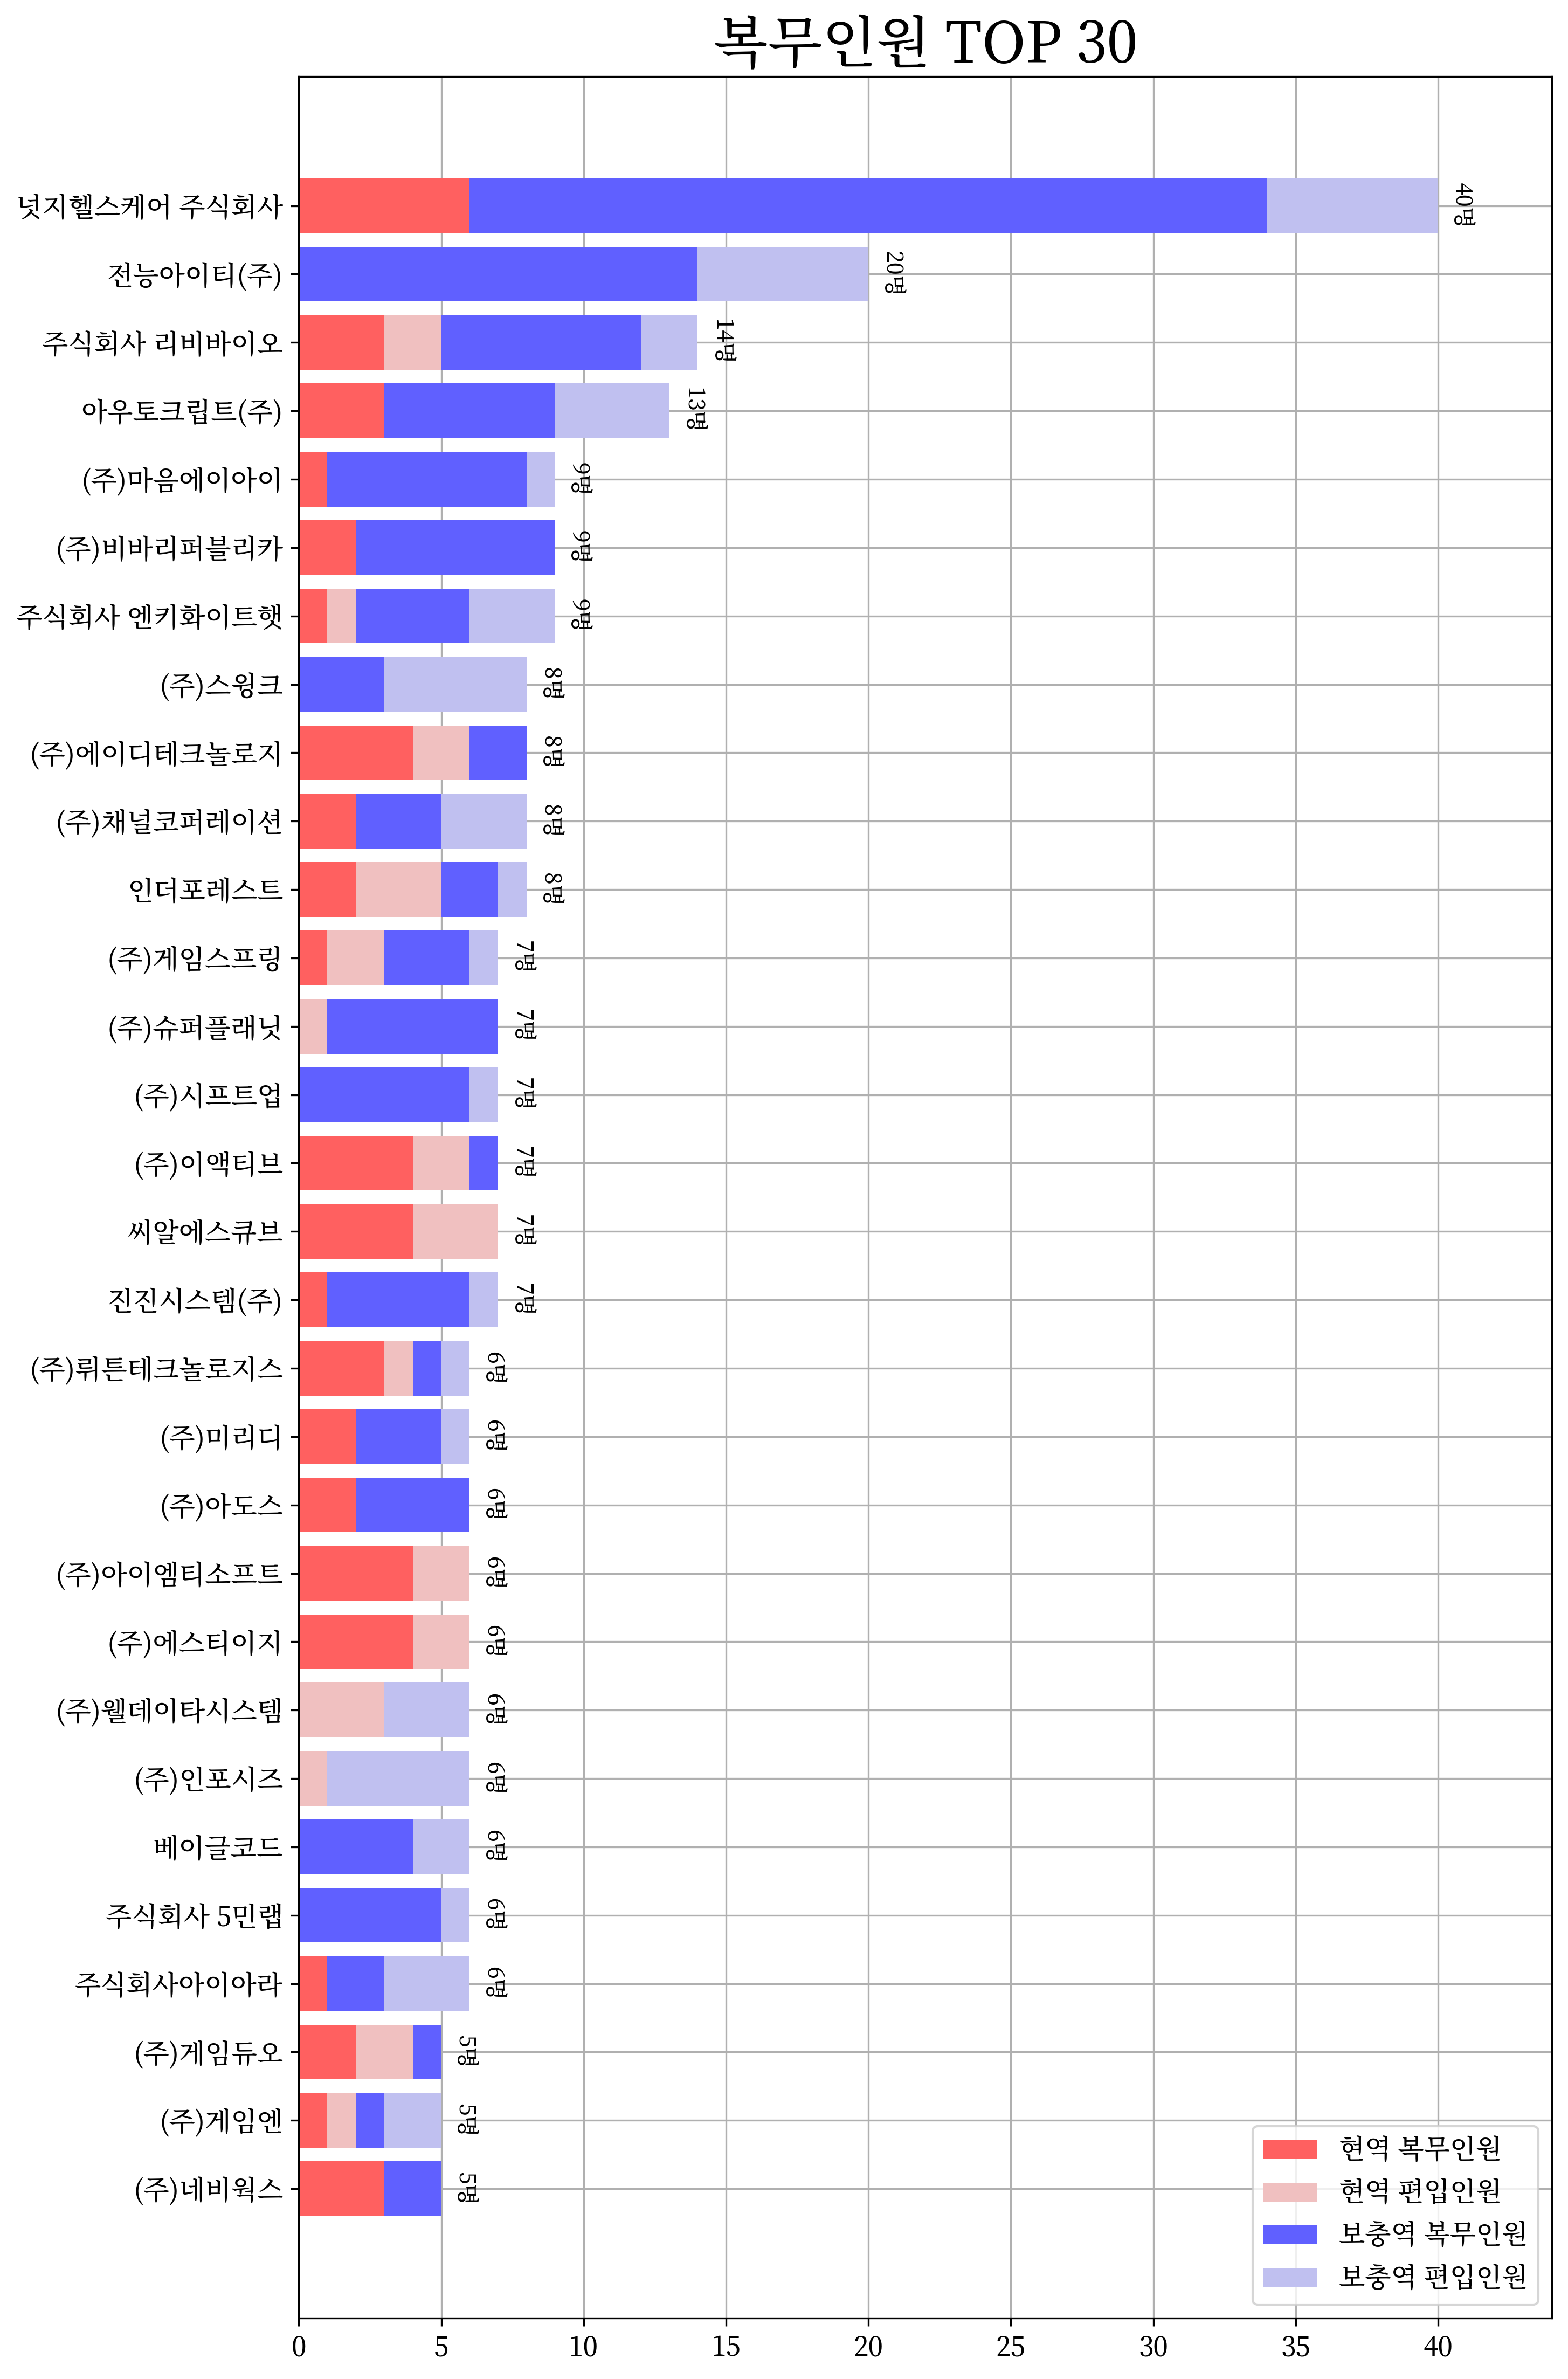 복무인원 TOP 30
넛지헬스케어 주식회사 40명
전능아이티(주) 20명
주식회사 리비바이오 14명
아우토크립트(주) 13명
(주)마음에이아이 9명
(주)비바리퍼블리카 9명
주식회사 엔키화이트햇 9명
(주)스윙크 8명
(주)에이디테크놀로지 8명
(주)채널코퍼레이션 8명
인더포레스트 8명
(주)게임스프링 7명
(주)슈퍼플래닛 7명
(주)시프트업 7명
(주)이액티브 7명
씨알에스큐브 7명
진진시스템(주) 7명
(주)뤼튼테크놀로지스 6명
(주)미리디 6명
(주)아도스 6명
(주)아이엠티소프트 6명
(주)에스티이지 6명
(주)웰데이타시스템 6명
(주)인포시즈 6명
베이글코드 6명
주식회사 5민랩 6명
주식회사아이아라 6명
(주)게임듀오 5명
(주)게임엔 5명
(주)네비웍스 5명
현역 복무인원
현역 편입인원
보충역 복무인원
보충역 편입인원
0 5 10 15 20 25 30 35 40